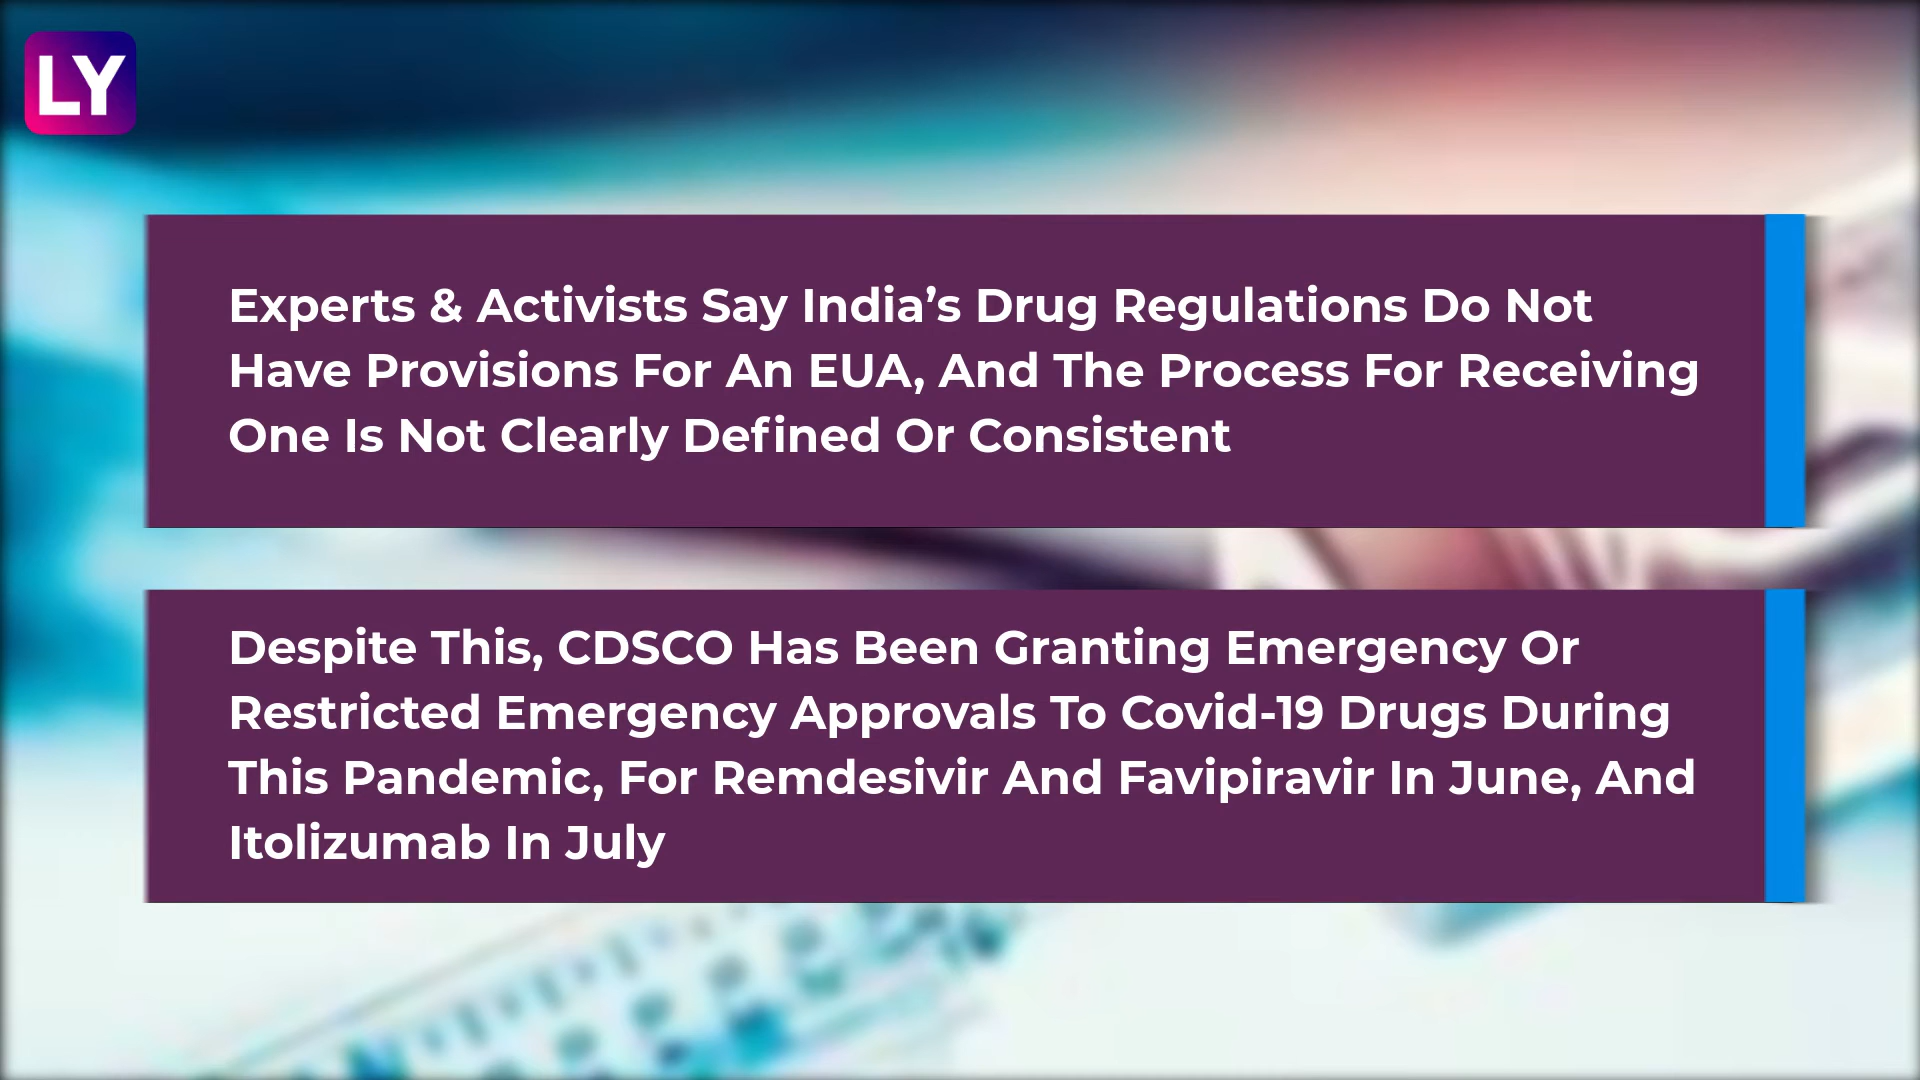 LY
Experts & Activists Say India’s Drug Regulations Do Not
Have Provisions For An EUA, And The Process For Receiving
One Is Not Clearly Defined Or Consistent
Despite This, CDSCO Has Been Granting Emergency Or
Restricted Emergency Approvals To Covid-19 Drugs During
This Pandemic, For Remdesivir And Favipiravir In June, And
Itolizumab In July